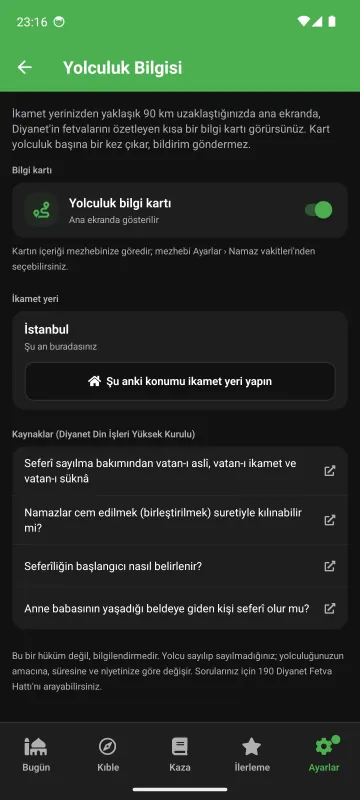 23:16
Yolculuk Bilgisi
İkamet yerinizden yaklaşık 90 km uzaklaştığınızda ana ekranda,
Diyanet'in fetvalarını özetleyen kısa bir bilgi kartı görürsünüz. Kart
yolculuk başına bir kez çıkar, bildirim göndermez.
Bilgi kartı
Yolculuk bilgi kartı
Ana ekranda gösterilir
Kartın içeriği mezhebinize göredir; mezhebi Ayarlar › Namaz vakitleri'nden
seçebilirsiniz.
İkamet yeri
İstanbul
Şu an buradasınız
Şu anki konumu ikamet yeri yapın
Kaynaklar (Diyanet Din İşleri Yüksek Kurulu)
Seferî sayılma bakımından vatan-ı aslî, vatan-ı ikamet ve
vatan-ı süknâ
Namazlar cem edilmek (birleştirilmek) suretiyle kılınabilir
mi?
Seferîliğin başlangıcı nasıl belirlenir?
Anne babasının yaşadığı beldeye giden kişi seferî olur mu?
Bu bir hüküm değil, bilgilendirmedir. Yolcu sayılıp sayılmadığınız; yolculuğunuzun
amacına, süresine ve niyetinize göre değişir. Sorularınız için 190 Diyanet Fetva
Hattı'nı arayabilirsiniz.
Bugün
Kıble
Kaza
İlerleme
Ayarlar